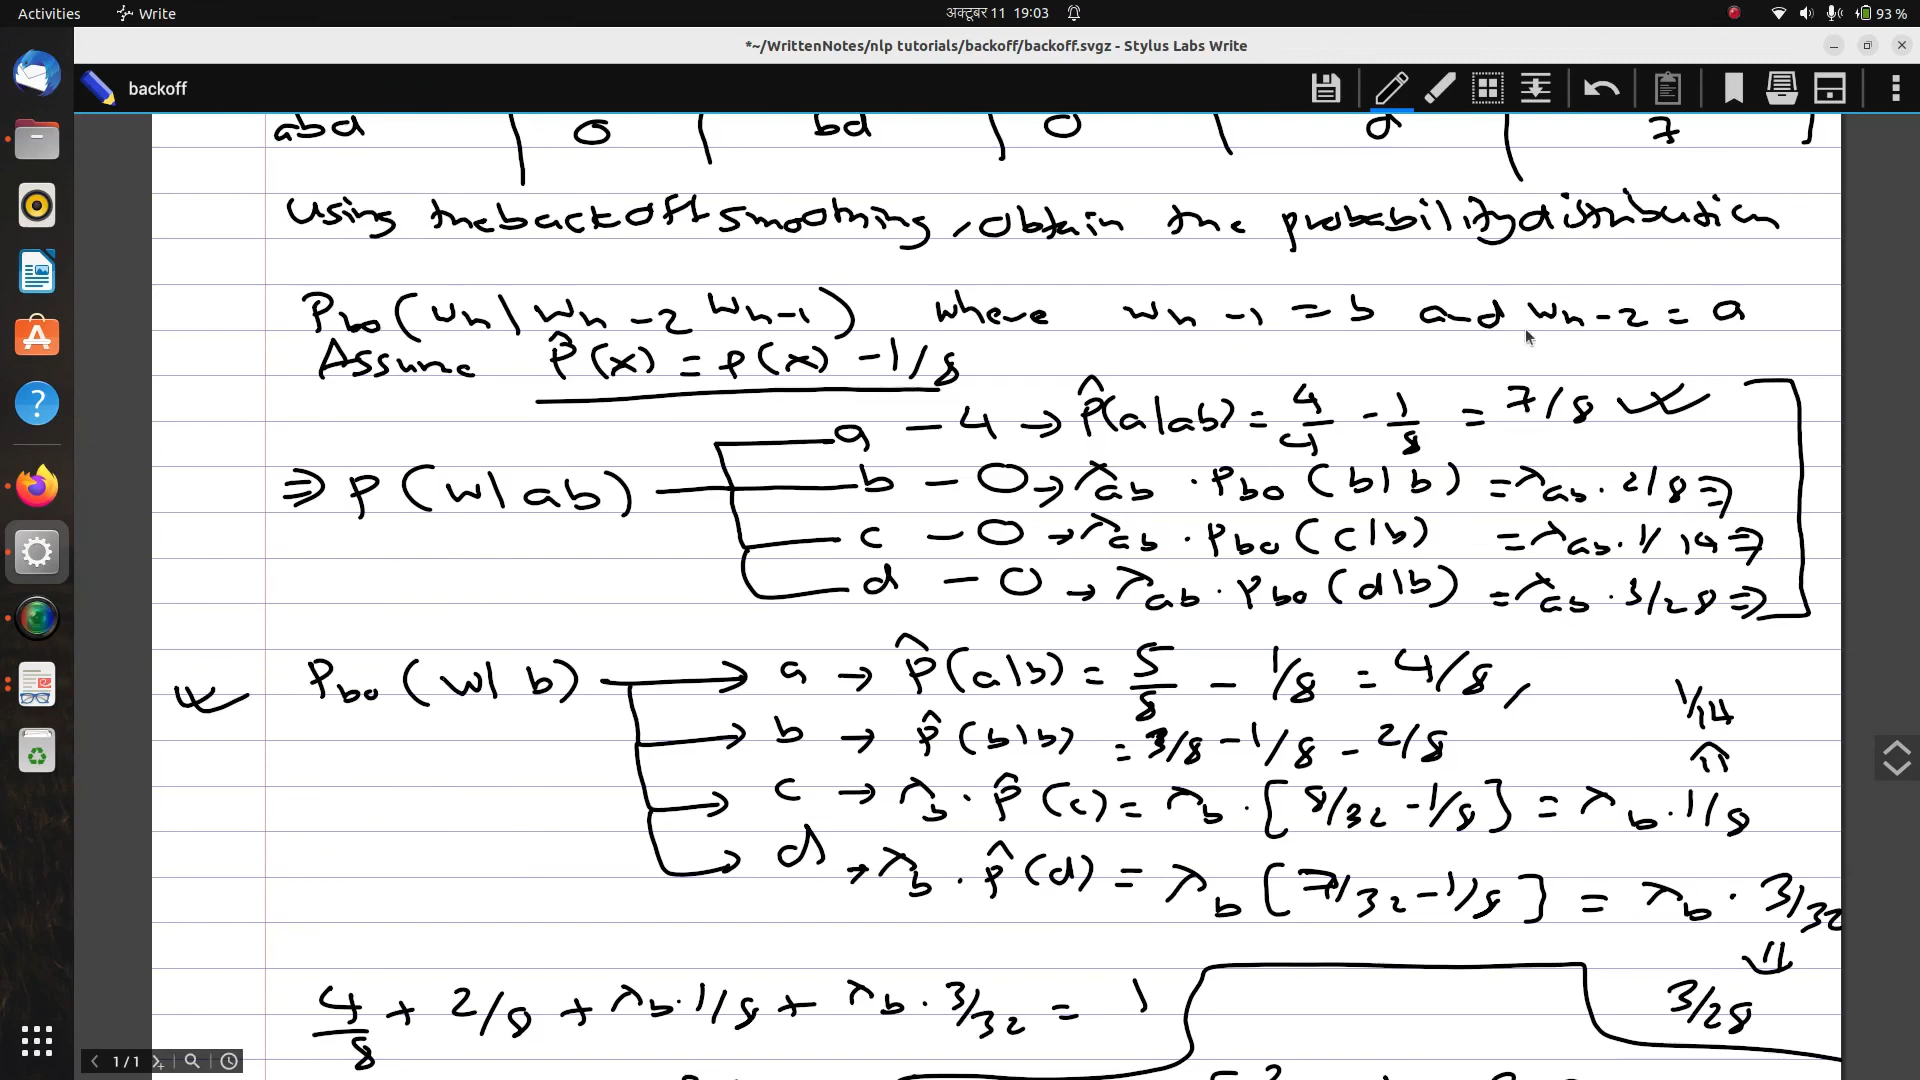 Activities Write अक्टूबर 11 19:03 93 %
*~/WrittenNotes/nlp tutorials/backoff/backoff.svgz - Stylus Labs Write
backoff
abd | 0 | bd | 0 | d | 7 |
Using the backoff smoothing, obtain the probability distribution
Pbo(wn|wn-2 wn-1) where wn-1 = b and wn-2 = a
Assume P̂(x) = p(x) - 1/8
a - 4 → P̂(a|ab) = 4/4 - 1/8 = 7/8
⇒ P(w|ab)
b - 0 → λab . Pbo(b|b) = λab . 2/8 ⇒
c - 0 → λab . Pbo(c|b) = λab . 1/14 ⇒
d - 0 → λab . Pbo(d|b) = λab . 3/28 ⇒
Pbo(w|b) → a → P̂(a|b) = 5/8 - 1/8 = 4/8,
1/14
→ b → P̂(b|b) = 3/8 - 1/8 - 2/8
→ c → λb . P̂(c) = λb . [8/32 - 1/8] = λb . 1/8
→ d → λb . P̂(d) = λb [7/32 - 1/8] = λb . 3/32
4/8 + 2/8 + λb . 1/8 + λb . 3/32 = 1
3/28
1 / 1